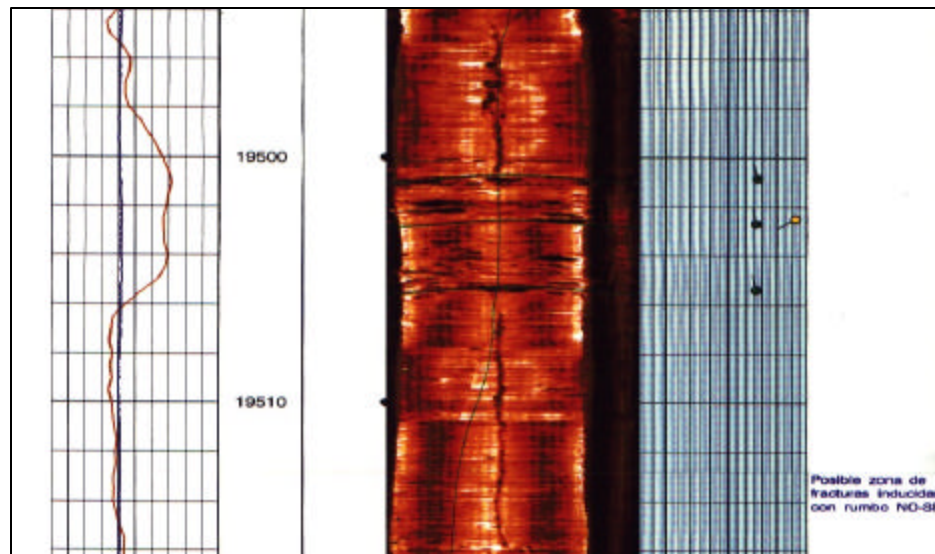 19500
19510
Posible zona de
fracturas inducida
con rumbo NO-SE